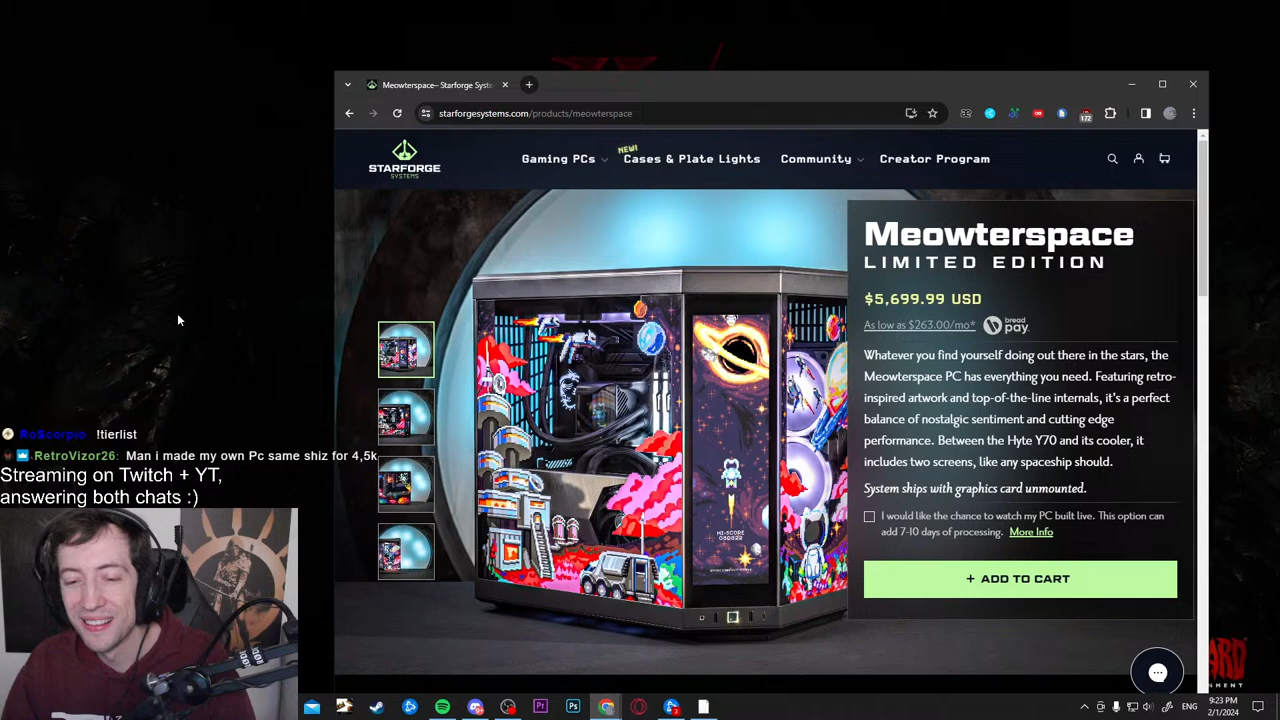 Meowterspace– Starforge Syste
starforgesystems.com/products/meowterspace
172
STARFORGE
SYSTEMS
Gaming PCs
NEW!
Cases & Plate Lights
Community
Creator Program
Meowterspace
LIMITED EDITION
$5,699.99 USD
As low as $263.00/mo*
bread
pay
Whatever you find yourself doing out there in the stars, the
Meowterspace PC has everything you need. Featuring retro-
inspired artwork and top-of-the-line internals, it's a perfect
balance of nostalgic sentiment and cutting edge
performance. Between the Hyte Y70 and its cooler, it
includes two screens, like any spaceship should.
System ships with graphics card unmounted.
I would like the chance to watch my PC built live. This option can
add 7-10 days of processing. More Info
+ ADD TO CART
HI-SCORE
RoScorpio !tierlist
RetroVizor26: Man i made my own Pc same shiz for 4,5k
Streaming on Twitch + YT,
answering both chats :)
Pr
Ps
ENG
9:23 PM
2/1/2024